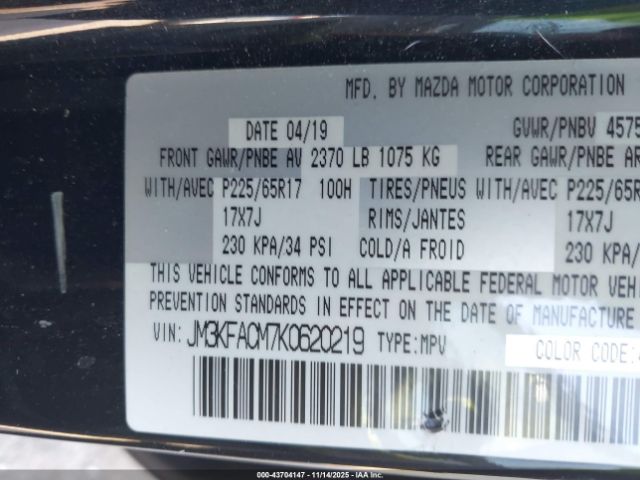 MFD. BY MAZDA MOTOR CORPORATION
DATE 04/19 GVWR/PNBV 4575
FRONT GAWR/PNBE AV 2370 LB 1075 KG REAR GAWR/PNBE AR
WITH/AVEC P225/65R17 100H TIRES/PNEUS WITH/AVEC P225/65R
17X7J RIMS/JANTES 17X7J
230 KPA/34 PSI COLD/A FROID 230 KPA/
THIS VEHICLE CONFORMS TO ALL APPLICABLE FEDERAL MOTOR VEHI
PREVENTION STANDARDS IN EFFECT ON THE DATE OF MANUFACTURE
VIN: JM3KFACM7K0620219 TYPE:MPV COLOR CODE:
000-43704147 - 11/14/2025 - IAAI.COM